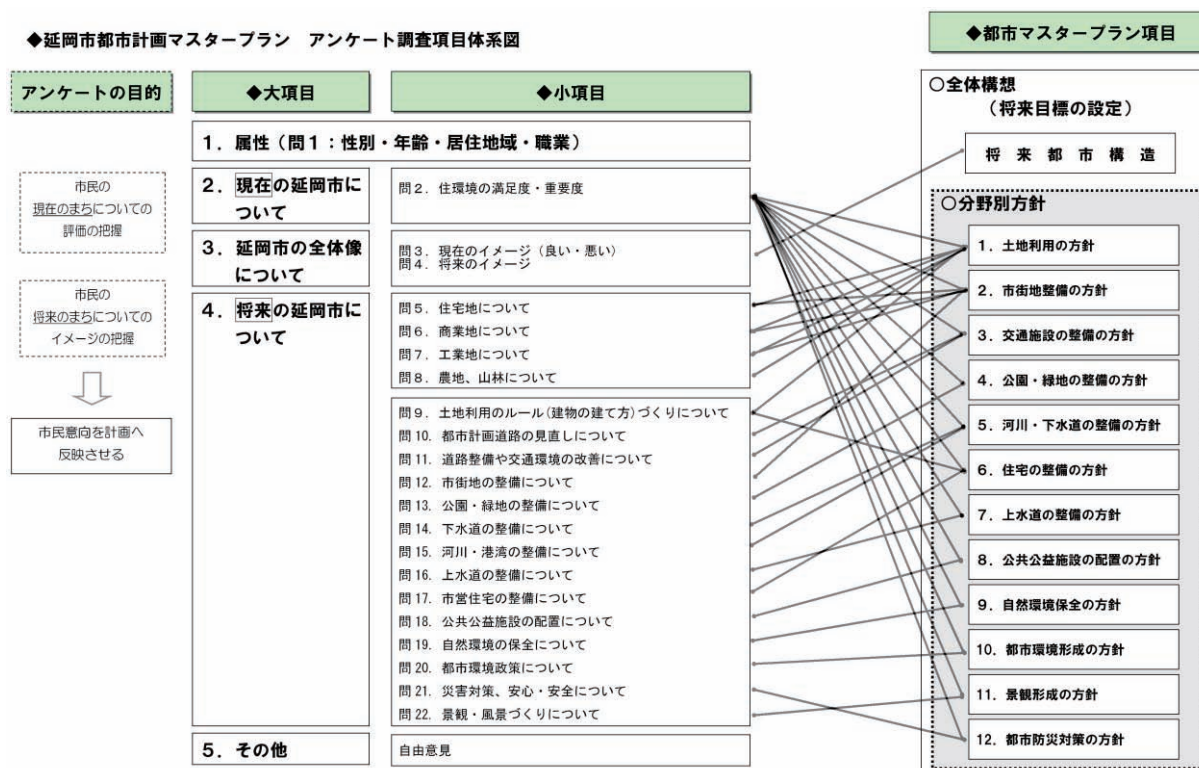 ◆延岡市都市計画マスタープラン　アンケート調査項目体系図
◆都市マスタープラン項目
アンケートの目的
◆大項目
◆小項目
市民の
現在のまちについての
評価の把握
市民の
将来のまちについての
イメージの把握
市民意向を計画へ
反映させる
1．属性（問1：性別・年齢・居住地域・職業）
2．現在の延岡市に
ついて
問2．住環境の満足度・重要度
3．延岡市の全体像
について
問3．現在のイメージ（良い・悪い）
問4．将来のイメージ
4．将来の延岡市に
ついて
問5．住宅地について
問6．商業地について
問7．工業地について
問8．農地、山林について
問9．土地利用のルール(建物の建て方)づくりについて
問10．都市計画道路の見直しについて
問11．道路整備や交通環境の改善について
問12．市街地の整備について
問13．公園・緑地の整備について
問14．下水道の整備について
問15．河川・港湾の整備について
問16．上水道の整備について
問17．市営住宅の整備について
問18．公共公益施設の配置について
問19．自然環境の保全について
問20．都市環境政策について
問21．災害対策、安心・安全について
問22．景観・風景づくりについて
5．その他
自由意見
○全体構想
（将来目標の設定）
将来都市構造
○分野別方針
1．土地利用の方針
2．市街地整備の方針
3．交通施設の整備の方針
4．公園・緑地の整備の方針
5．河川・下水道の整備の方針
6．住宅の整備の方針
7．上水道の整備の方針
8．公共公益施設の配置の方針
9．自然環境保全の方針
10．都市環境形成の方針
11．景観形成の方針
12．都市防災対策の方針